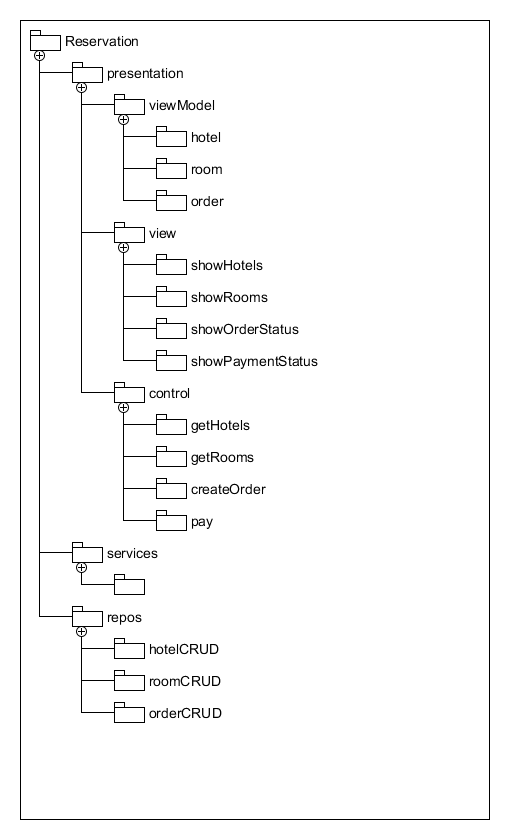 Reservation
presentation
viewModel
hotel
room
order
view
showHotels
showRooms
showOrderStatus
showPaymentStatus
control
getHotels
getRooms
createOrder
pay
services
repos
hotelCRUD
roomCRUD
orderCRUD